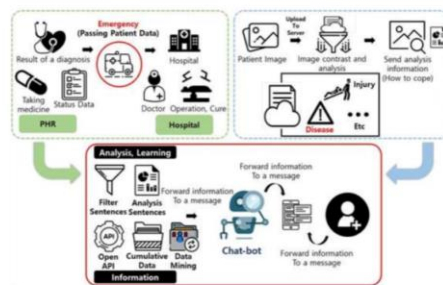 Emergency
(Passing Patient Data)
Result of a diagnosis
Hospital
Taking
medicine
Status Data
Doctor
Operation, Cure
PHR
Hospital
Upload
To
Server
Patient Image
Image contrast and
analysis
Send analysis
information
(How to cope)
Injury
Disease
Etc
Analysis, Learning
Filter
Sentences
Analysis
Sentences
Forward information
To a message
Forward information
To a message
API
Open
API
Cumulative
Data
Data
Mining
Chat-bot
Forward information
To a message
Information